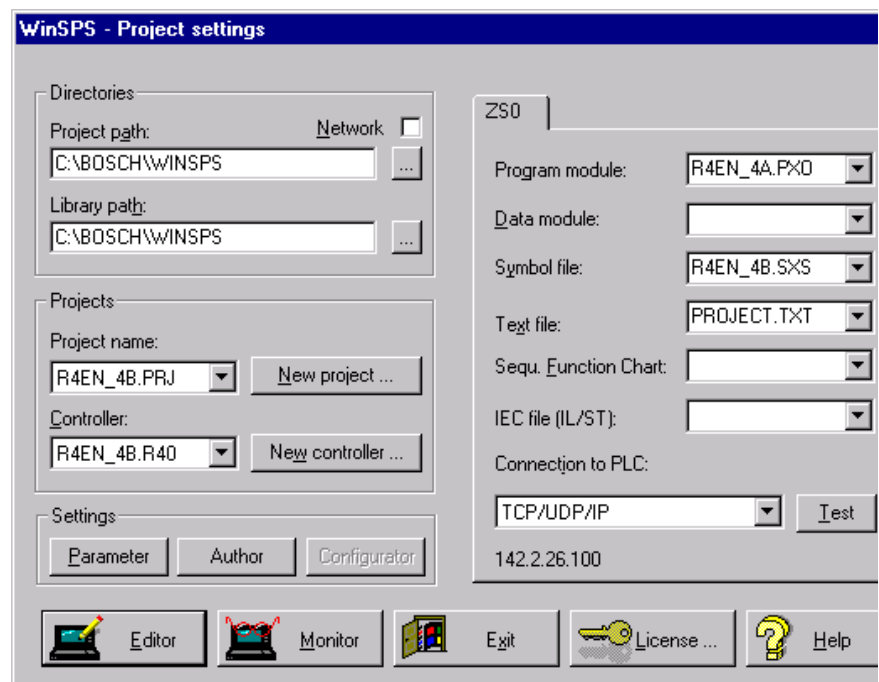 WinSPS - Project settings
Directories
Project path:
Network
C:\BOSCH\WINSPS
...
Library path:
C:\BOSCH\WINSPS
...
Projects
Project name:
R4EN_4B.PRJ
New project ...
Controller:
R4EN_4B.R40
New controller ...
Settings
Parameter
Author
Configurator
ZS0
Program module:
R4EN_4A.PXO
Data module:
Symbol file:
R4EN_4B.SXS
Text file:
PROJECT.TXT
Sequ. Function Chart:
IEC file (IL/ST):
Connection to PLC:
TCP/UDP/IP
Test
142.2.26.100
Editor
Monitor
Exit
License ...
Help